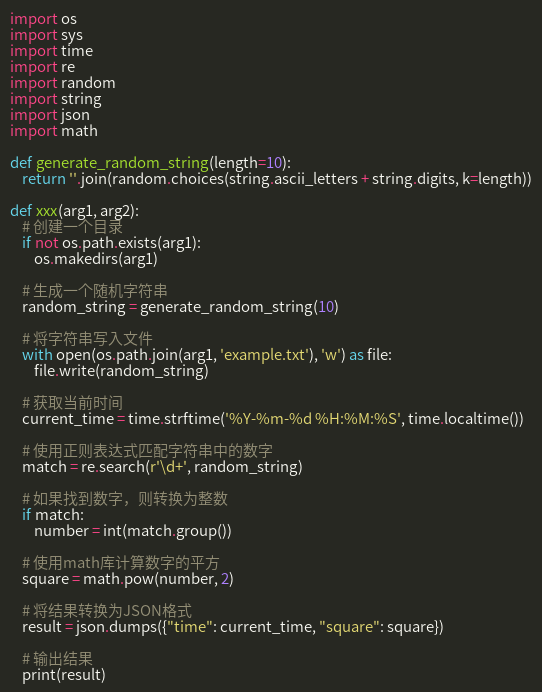 import os
import sys
import time
import re
import random
import string
import json
import math

def generate_random_string(length=10):
    return ''.join(random.choices(string.ascii_letters + string.digits, k=length))

def xxx(arg1, arg2):
    # 创建一个目录
    if not os.path.exists(arg1):
        os.makedirs(arg1)

    # 生成一个随机字符串
    random_string = generate_random_string(10)

    # 将字符串写入文件
    with open(os.path.join(arg1, 'example.txt'), 'w') as file:
        file.write(random_string)

    # 获取当前时间
    current_time = time.strftime('%Y-%m-%d %H:%M:%S', time.localtime())

    # 使用正则表达式匹配字符串中的数字
    match = re.search(r'\d+', random_string)

    # 如果找到数字，则转换为整数
    if match:
        number = int(match.group())

    # 使用math库计算数字的平方
    square = math.pow(number, 2)

    # 将结果转换为JSON格式
    result = json.dumps({"time": current_time, "square": square})

    # 输出结果
    print(result)